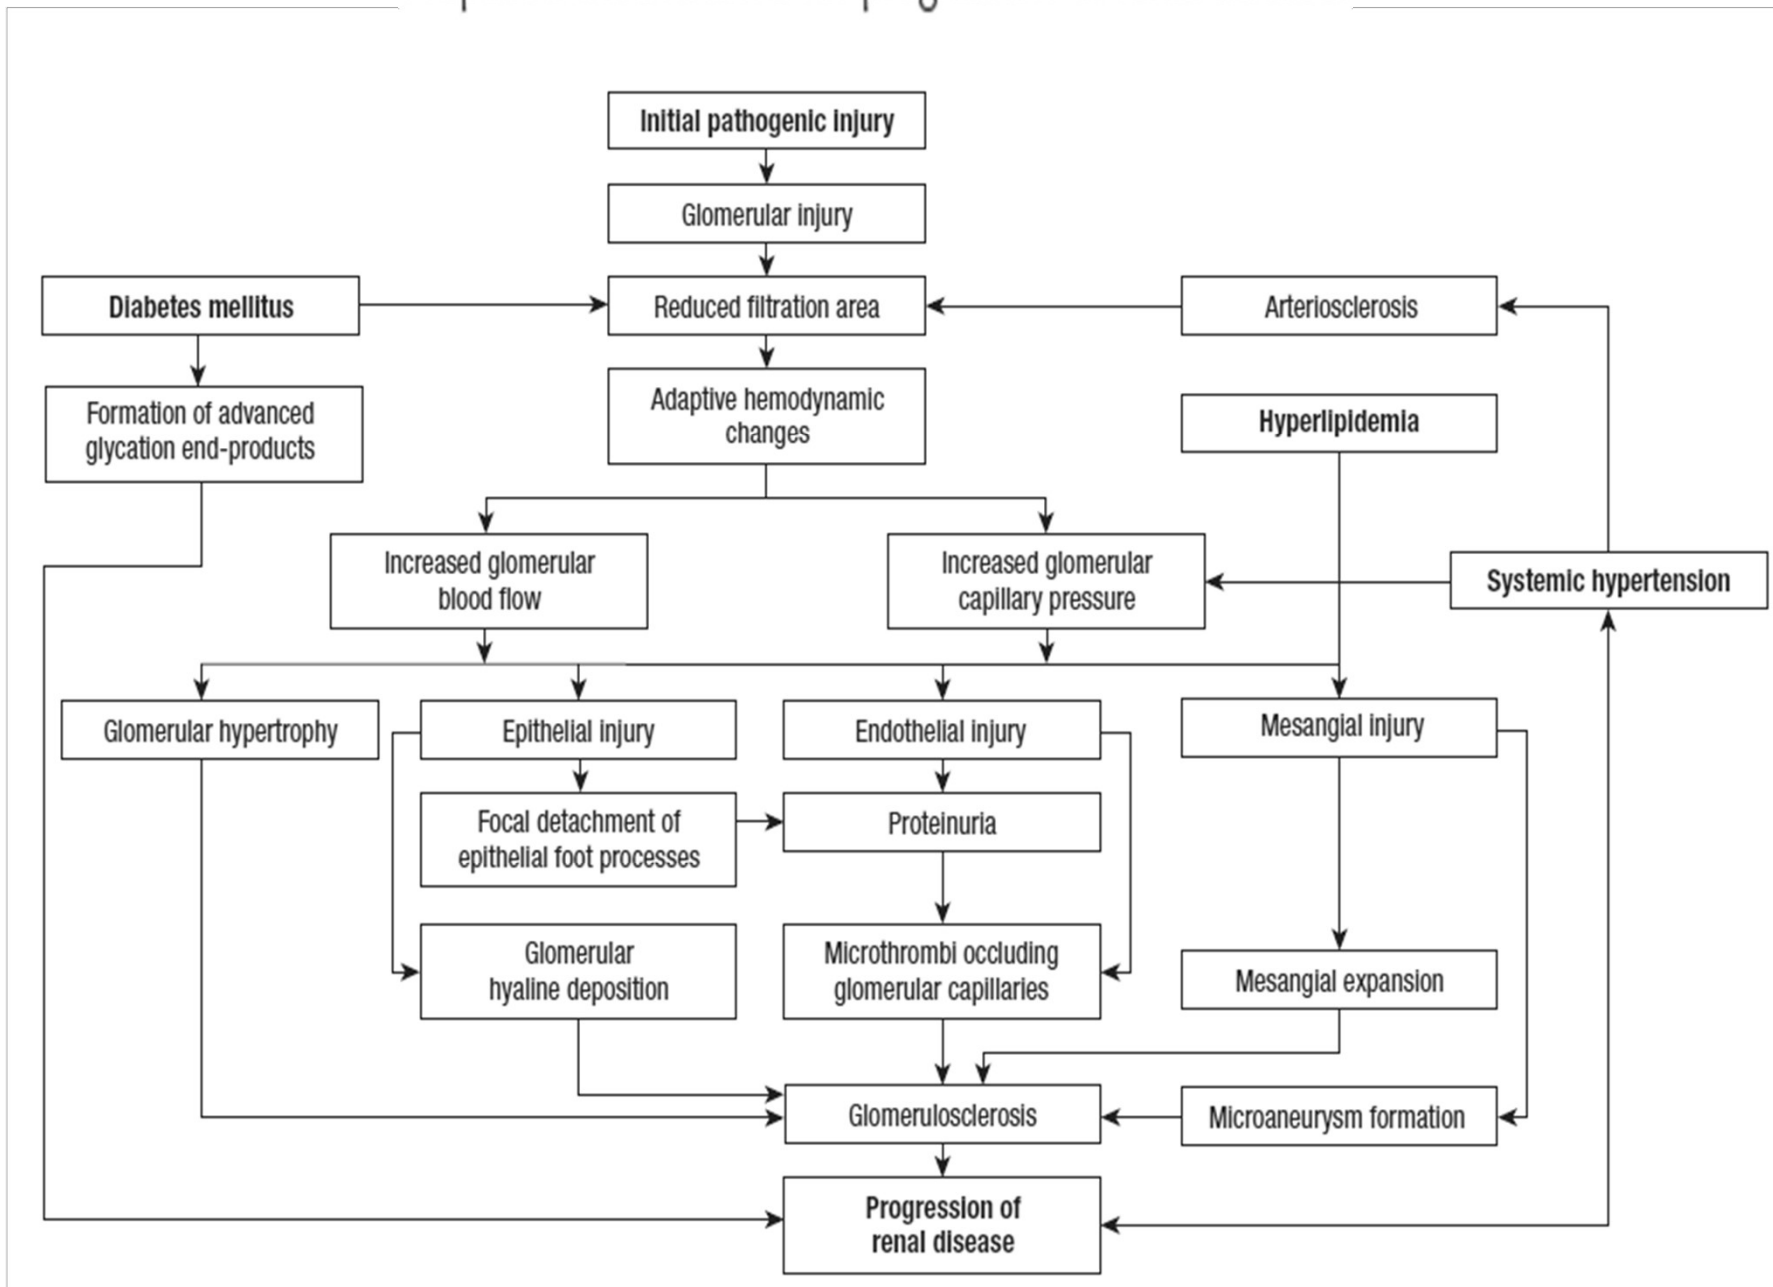 Initial pathogenic injury
Glomerular injury
Diabetes mellitus
Reduced filtration area
Arteriosclerosis
Formation of advanced
glycation end-products
Adaptive hemodynamic
changes
Hyperlipidemia
Increased glomerular
blood flow
Increased glomerular
capillary pressure
Systemic hypertension
Glomerular hypertrophy
Epithelial injury
Endothelial injury
Mesangial injury
Focal detachment of
epithelial foot processes
Proteinuria
Glomerular
hyaline deposition
Microthrombi occluding
glomerular capillaries
Mesangial expansion
Glomerulosclerosis
Microaneurysm formation
Progression of
renal disease